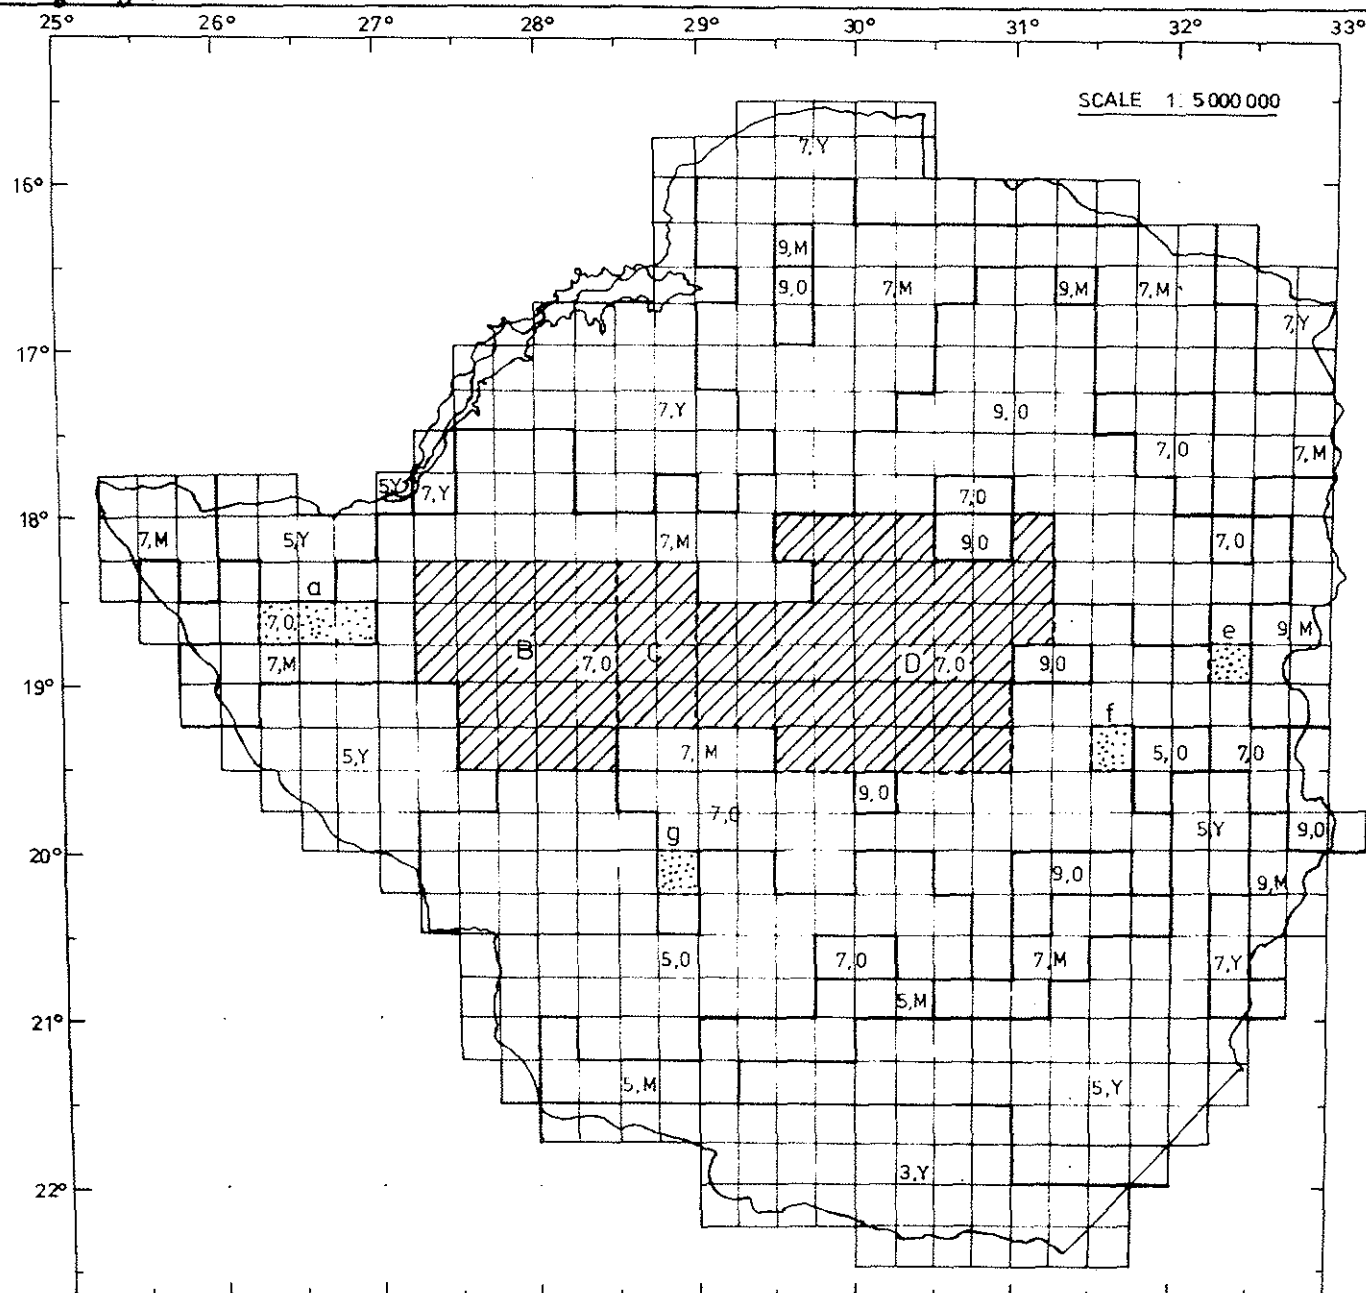 25° 26° 27° 28° 29° 30° 31° 32° 33°
SCALE 1:5000000
7,Y
16°
9,M
9,0 7,M 9,M 7,M
7,Y
17°
7,Y 9,0
7,0 7,M
5,Y 7,Y 7,0
18°
7,M 5,Y 7,M 9,0 7,0
a
7,0 e 9,M
B 7,0 C D 7,0 9,0
7,M
19°
f
5,Y 7,M 5,0 7,0
9,0
7,0 5,Y 9,0
g
20°
9,0 9,M
5,0 7,0 7,M 7,Y
5,M
21°
5,M 5,Y
3,Y
22°